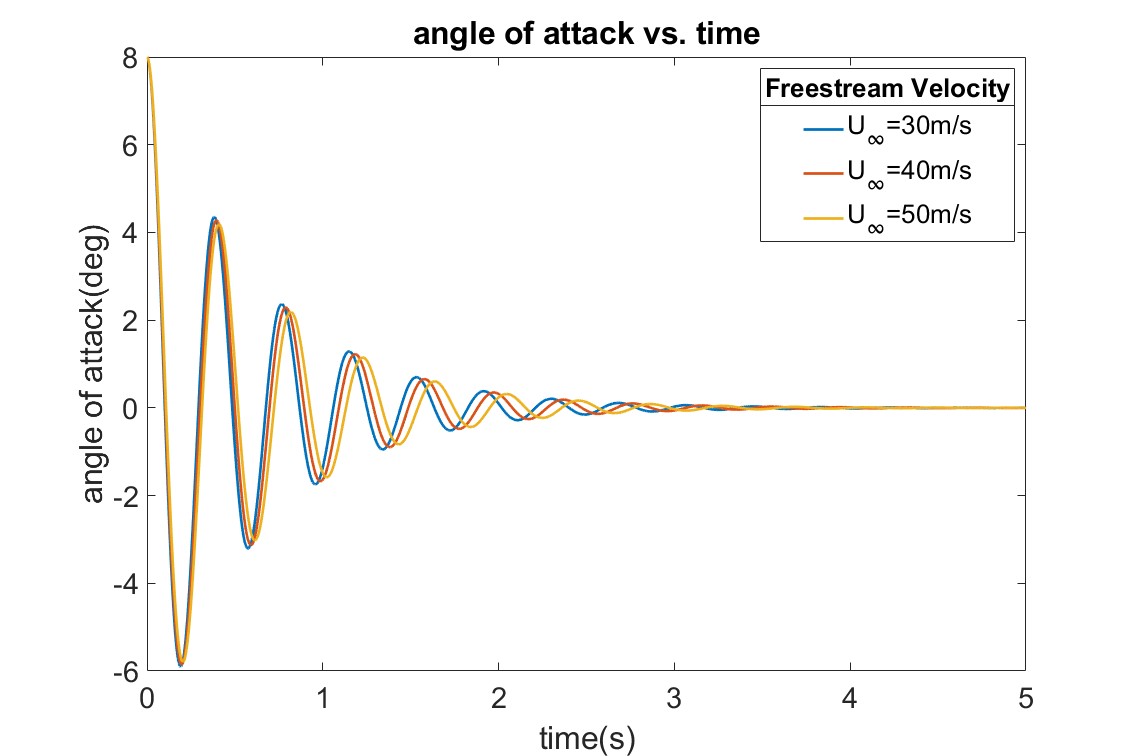 angle of attack vs. time
8
6
4
2
0
-2
-4
-6
angle of attack(deg)
Freestream Velocity
U∞=30m/s
U∞=40m/s
U∞=50m/s
0 1 2 3 4 5
time(s)